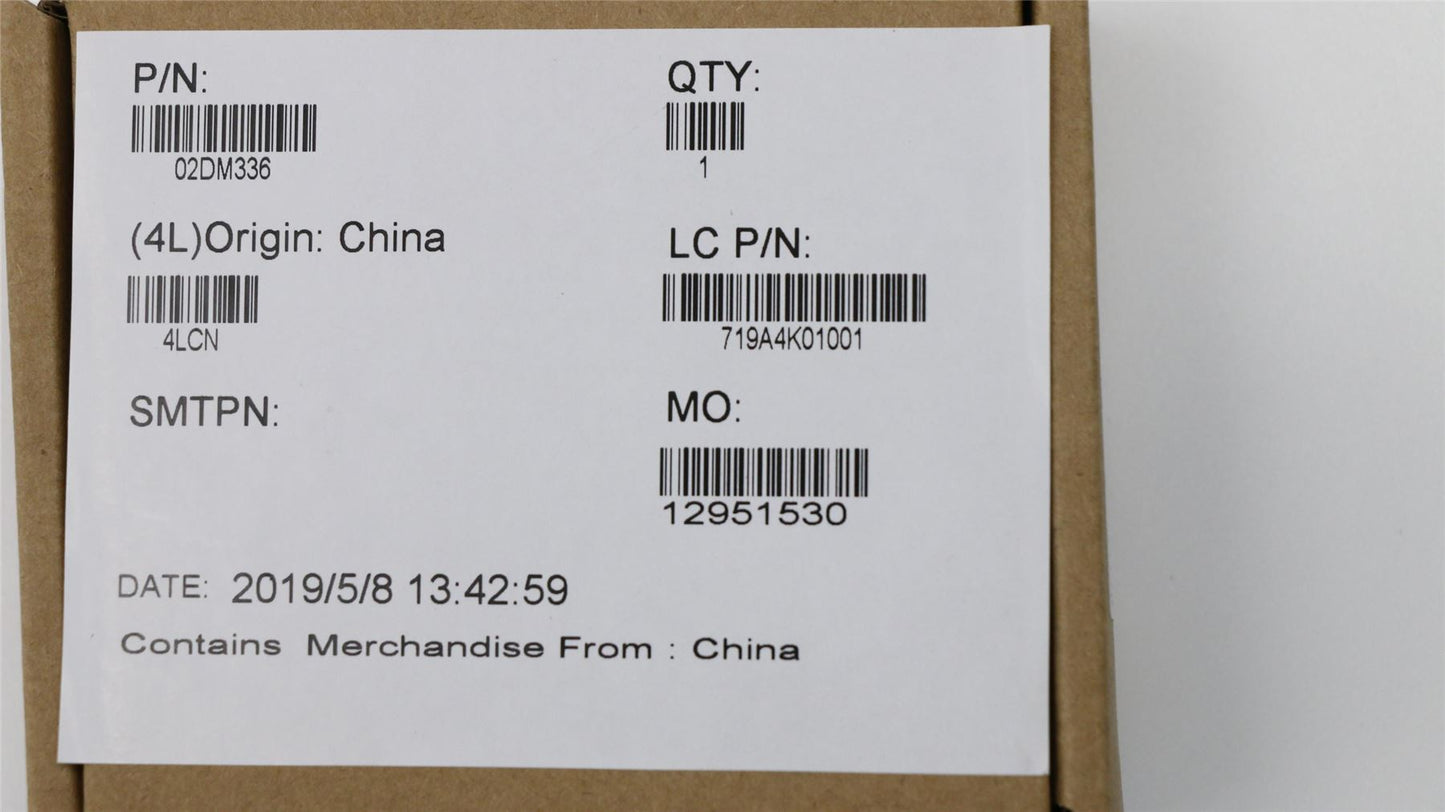 P/N:
02DM336
QTY:
1
(4L)Origin: China
4LCN
LC P/N:
719A4K01001
SMTPN:
MO:
12951530
DATE: 2019/5/8 13:42:59
Contains Merchandise From : China